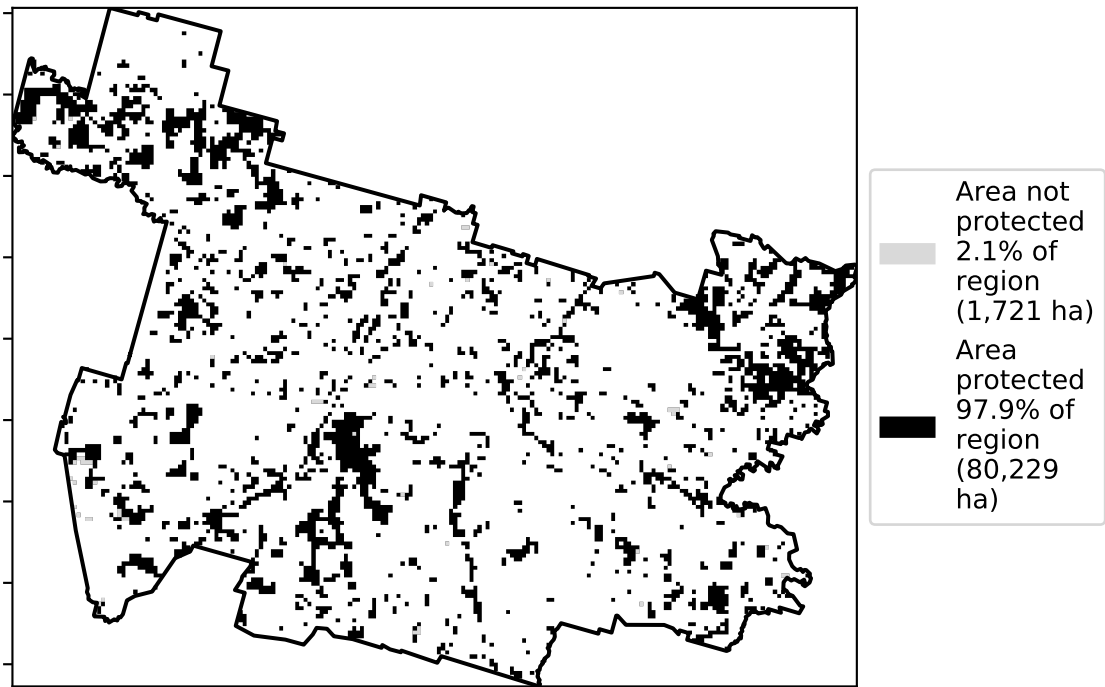 Area not
protected
2.1% of
region
(1,721 ha)
Area
protected
97.9% of
region
(80,229
ha)